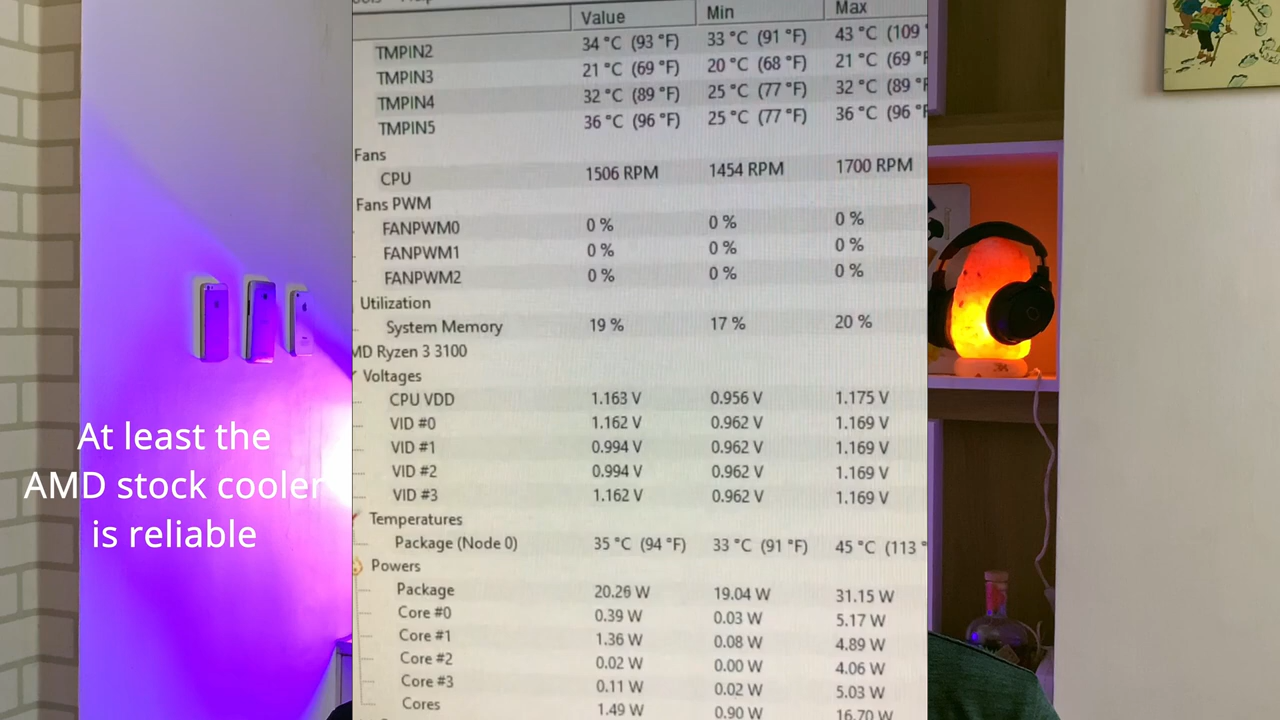 Value Min Max
TMPIN2 34 °C (93 °F) 33 °C (91 °F) 43 °C (109
TMPIN3 21 °C (69 °F) 20 °C (68 °F) 21 °C (69 °F
TMPIN4 32 °C (89 °F) 25 °C (77 °F) 32 °C (89 °F
TMPIN5 36 °C (96 °F) 25 °C (77 °F) 36 °C (96 °F
Fans
CPU 1506 RPM 1454 RPM 1700 RPM
Fans PWM
FANPWM0 0 % 0 % 0 %
FANPWM1 0 % 0 % 0 %
FANPWM2 0 % 0 % 0 %
Utilization
System Memory 19 % 17 % 20 %
MD Ryzen 3 3100
Voltages
CPU VDD 1.163 V 0.956 V 1.175 V
VID #0 1.162 V 0.962 V 1.169 V
VID #1 0.994 V 0.962 V 1.169 V
VID #2 0.994 V 0.962 V 1.169 V
VID #3 1.162 V 0.962 V 1.169 V
Temperatures
Package (Node 0) 35 °C (94 °F) 33 °C (91 °F) 45 °C (113 °
Powers
Package 20.26 W 19.04 W 31.15 W
Core #0 0.39 W 0.03 W 5.17 W
Core #1 1.36 W 0.08 W 4.89 W
Core #2 0.02 W 0.00 W 4.06 W
Core #3 0.11 W 0.02 W 5.03 W
Cores 1.49 W 0.90 W 16.70 W
At least the
AMD stock cooler
is reliable